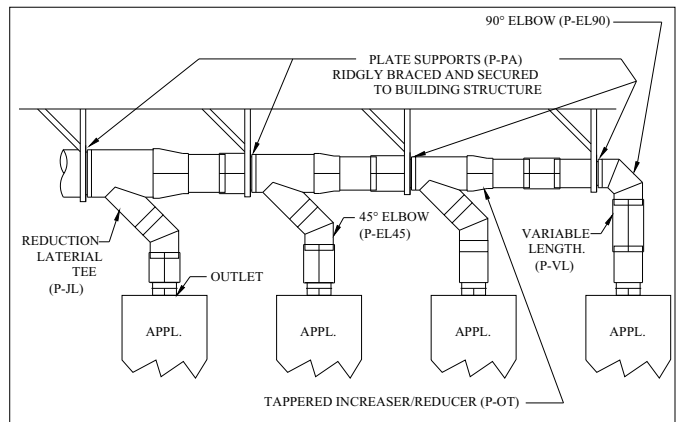 90° ELBOW (P-EL90)
PLATE SUPPORTS (P-PA)
RIDGLY BRACED AND SECURED
TO BUILDING STRUCTURE
REDUCTION
LATERIAL
TEE
(P-JL)
45° ELBOW
(P-EL45)
VARIABLE
LENGTH.
(P-VL)
OUTLET
APPL.
APPL.
APPL.
APPL.
TAPPERED INCREASER/REDUCER (P-OT)